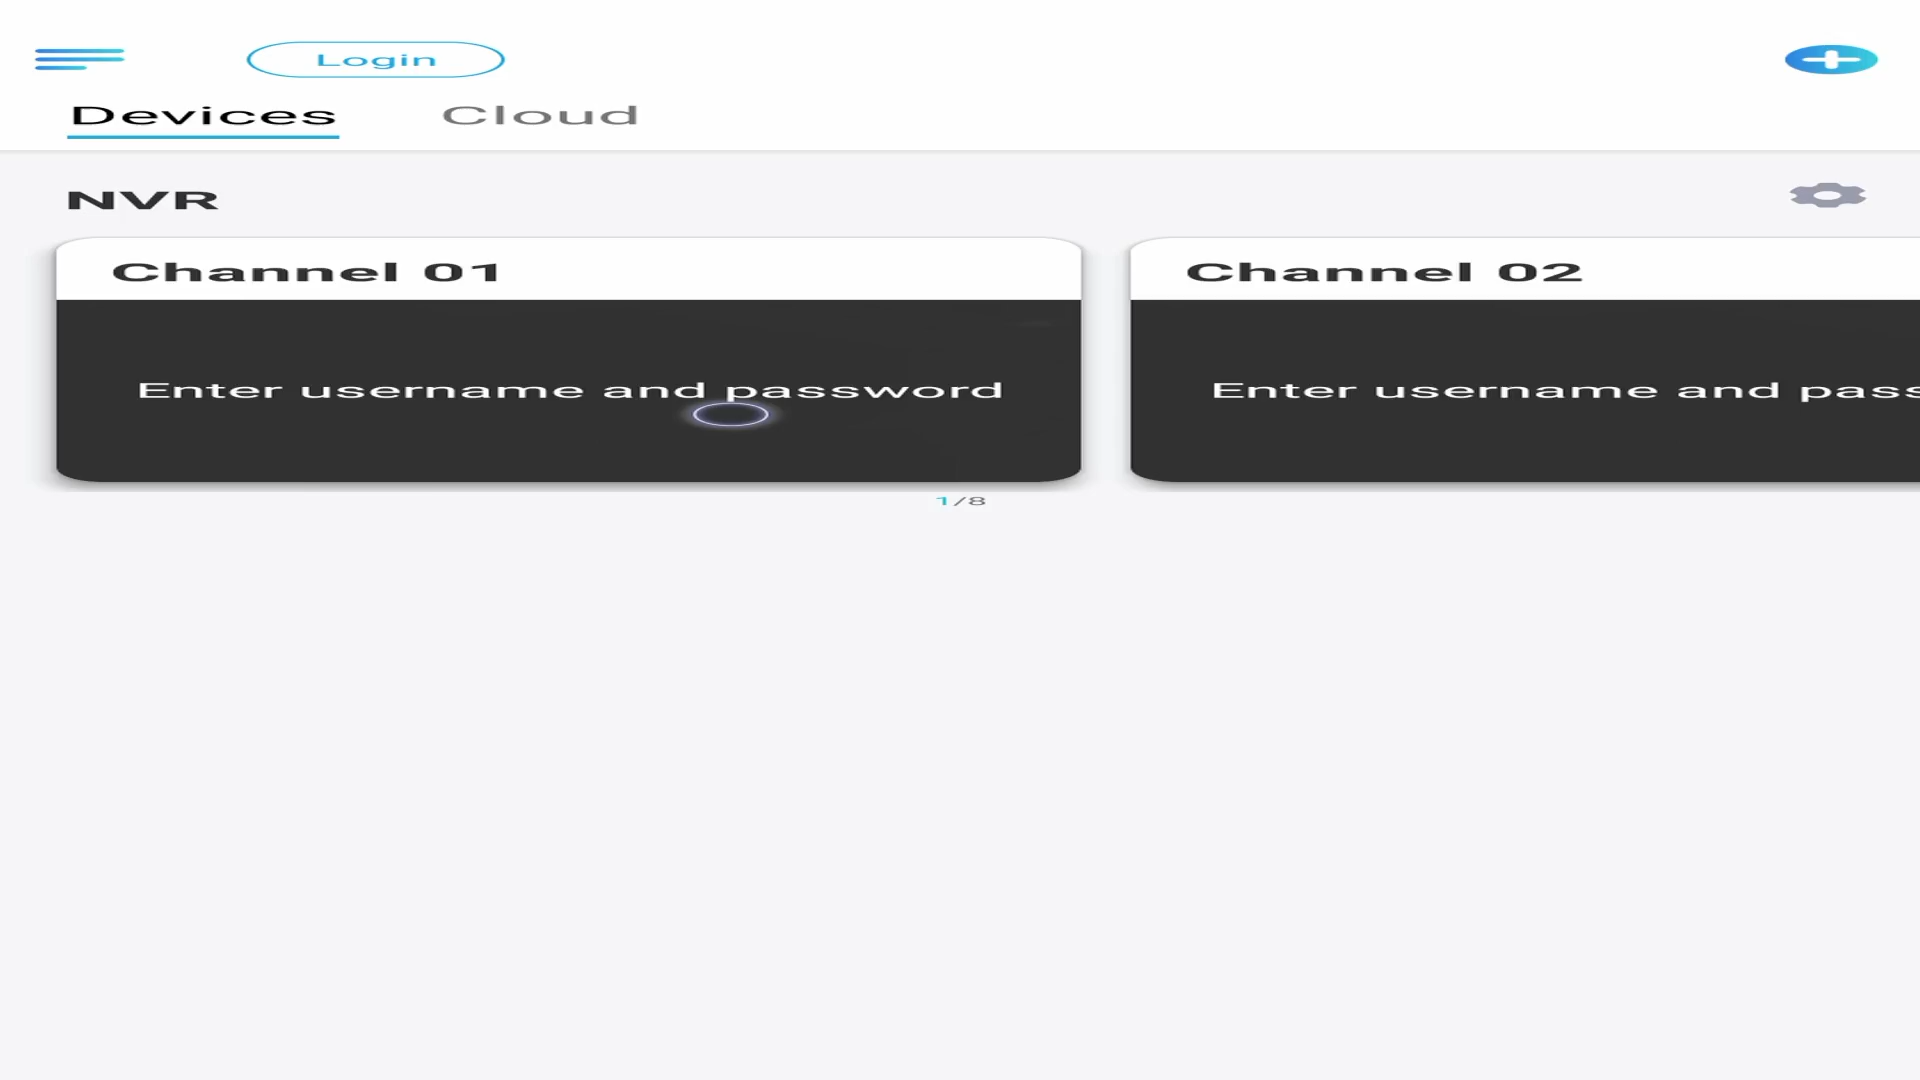 Login
Devices Cloud
NVR
Channel 01 Channel 02
Enter username and password Enter username and pass
1/8